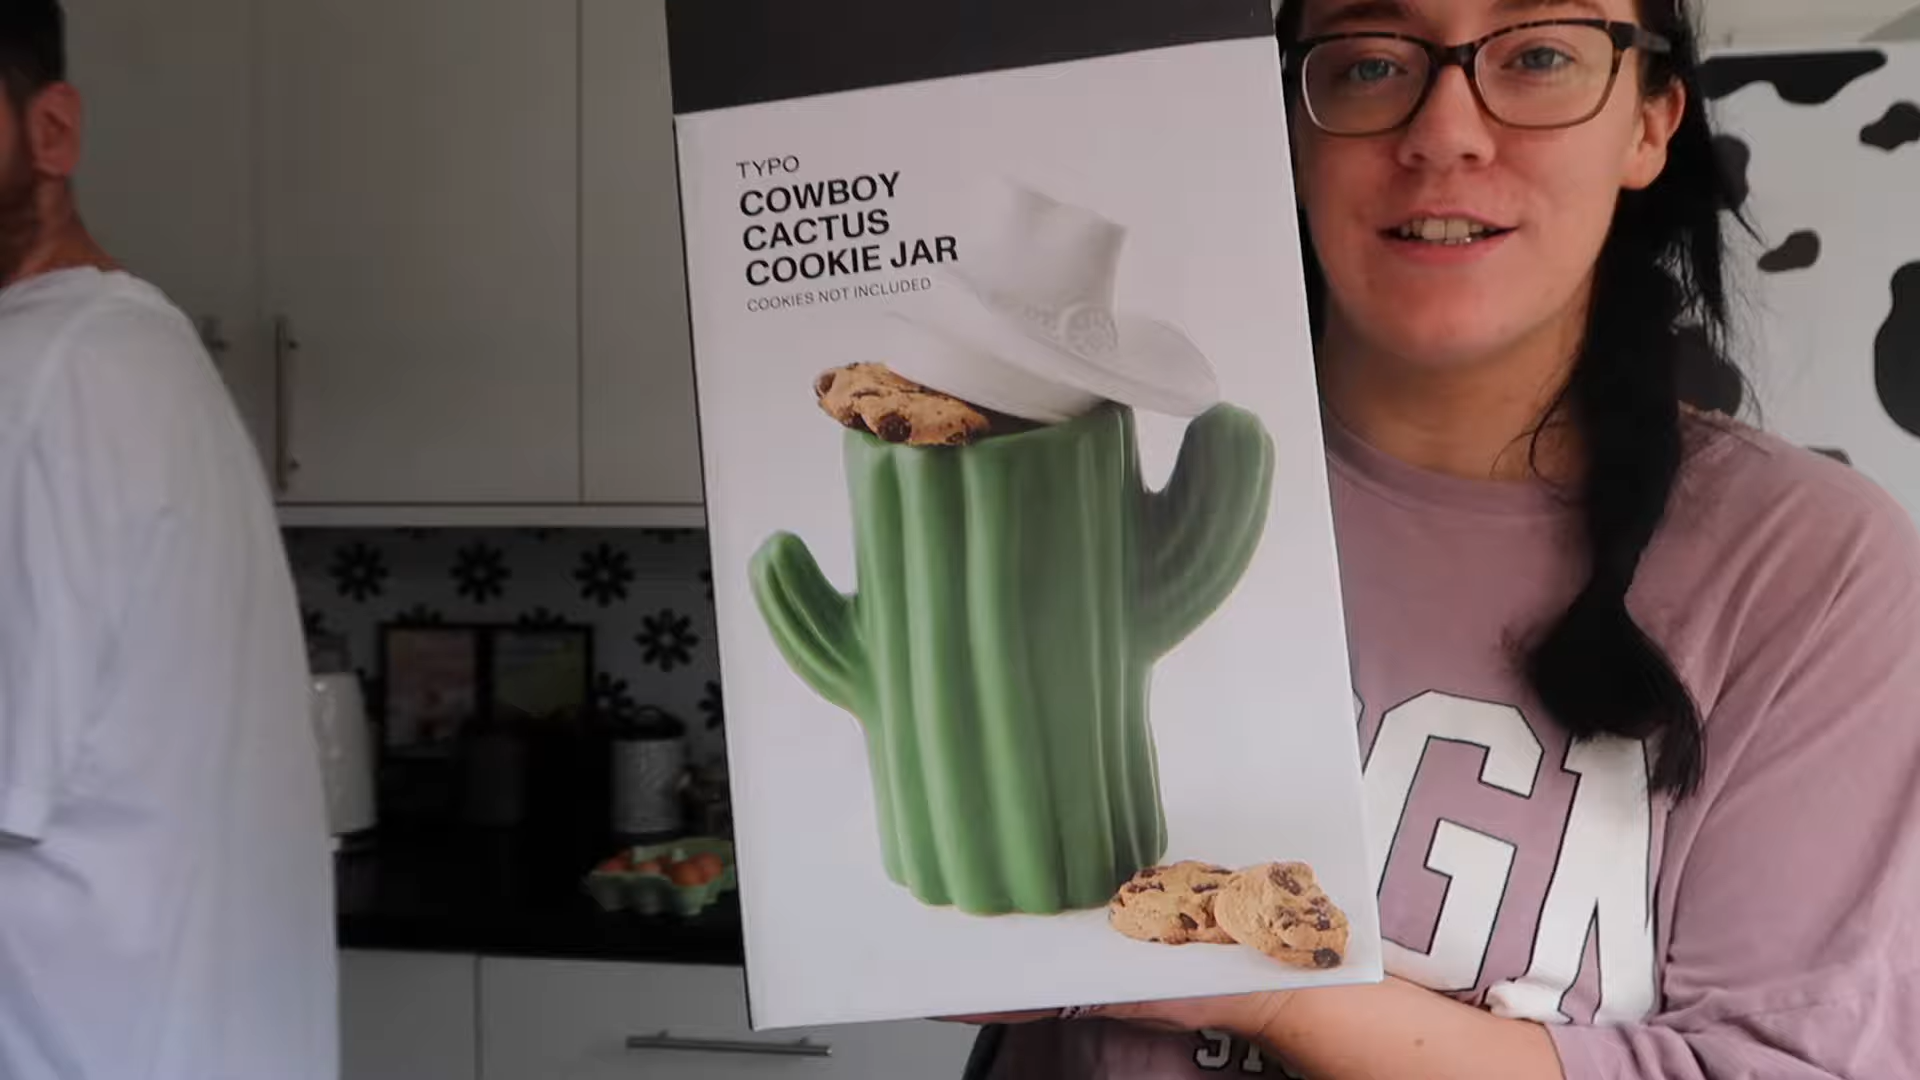 TYPO
COWBOY
CACTUS
COOKIE JAR
COOKIES NOT INCLUDED